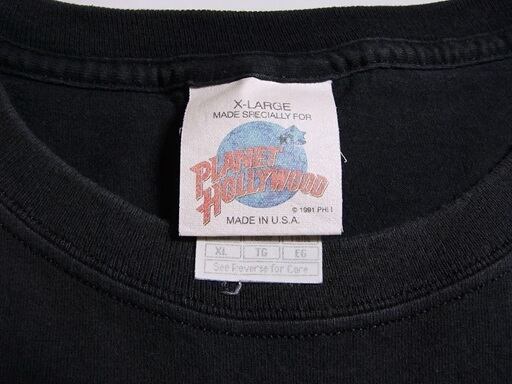 X-LARGE
MADE SPECIALLY FOR
PLANET
HOLLYWOOD
© 1991 PHI I
MADE IN U.S.A.
XL TG EG
See Reverse for Care